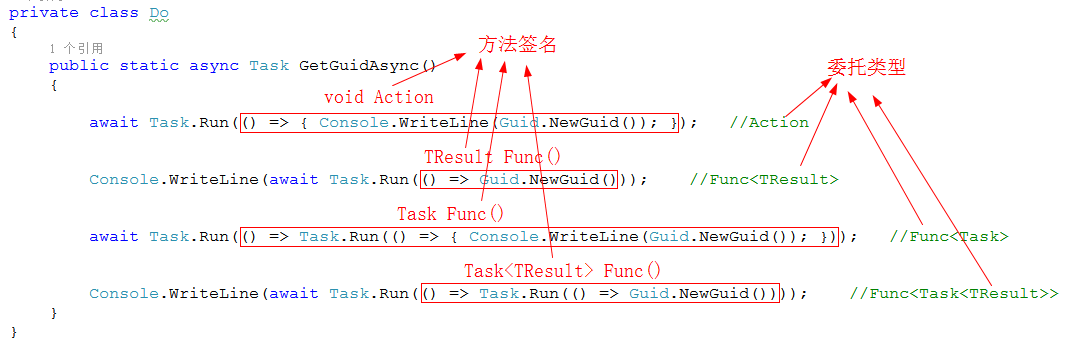 private class Do
{
1 个引用
方法签名
public static async Task GetGuidAsync()
委托类型
{
void Action
await Task.Run(() => { Console.WriteLine(Guid.NewGuid()); }); //Action
TResult Func()
Console.WriteLine(await Task.Run(() => Guid.NewGuid())); //Func<TResult>
Task Func()
await Task.Run(() => Task.Run(() => { Console.WriteLine(Guid.NewGuid()); })); //Func<Task>
Task<TResult> Func()
Console.WriteLine(await Task.Run(() => Task.Run(() => Guid.NewGuid()))); //Func<Task<TResult>>
}
}